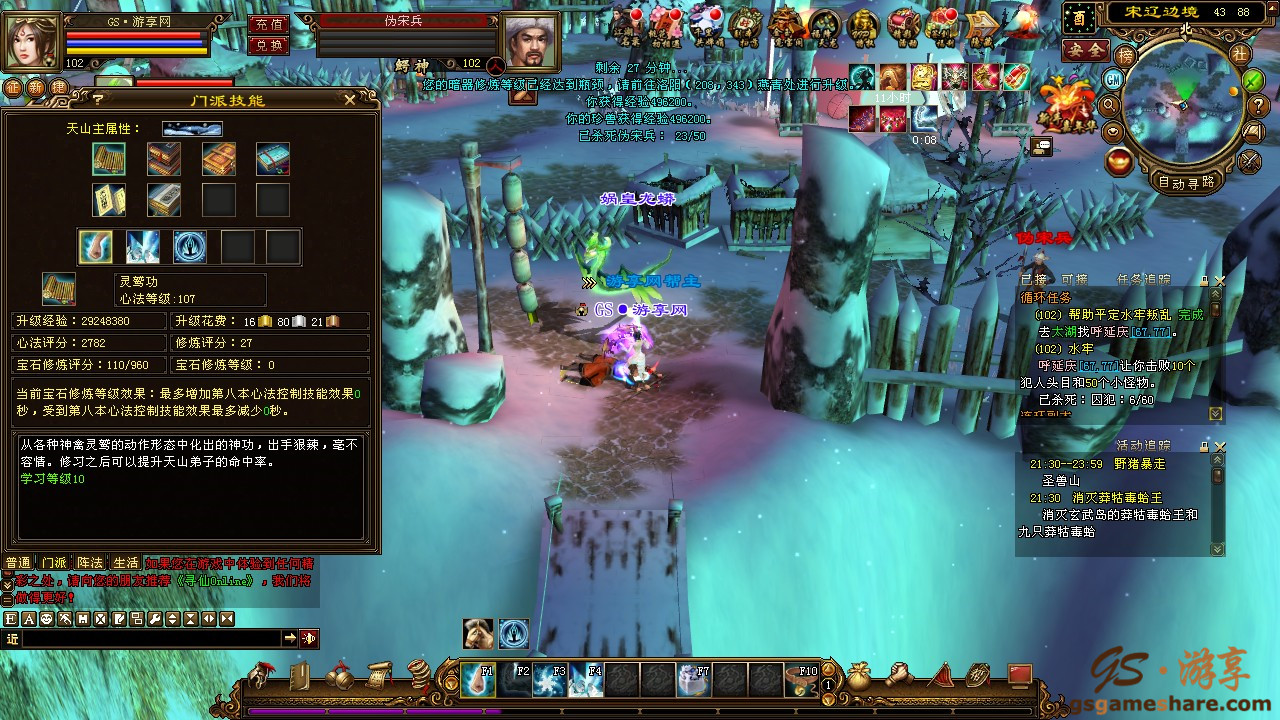 GS·游享网
102
充值
兑换
伪宋兵
鳄神 102
宋辽边境 43 88
北
酉
安全
榜
社
GM
自动寻路
剩余 27 分钟...
您的暗器修炼等级已经达到瓶颈，请前往洛阳（208，343）燕青处进行升级。
你获得经验496200。
你的珍兽获得经验496200。
已杀死伪宋兵： 23/50
11小时
0:08
征 新 捷
? 门派技能
天山主属性：
灵鹫功
心法等级:107
升级经验：29248380
升级花费： 16 80 21
心法评分：2782
修炼评分：27
宝石修炼评分：110/960
宝石修炼等级：0
当前宝石修炼等级效果：最多增加第八本心法控制技能效果0
秒，受到第八本心法控制技能效果最多减少0秒。
从各种神禽灵鹫的动作形态中化出的神功，出手狠辣，毫不
容情。修习之后可以提升天山弟子的命中率。
学习等级10
娲皇龙蟒
游享网帮主
GS●游享网
伪宋兵
已接 可接 任务追踪
循环任务
(102) 帮助平定水牢叛乱 完成
去太湖找呼延庆[67,77]。
(102) 水牢
呼延庆[67,77]让你击败10个
犯人头目和50个小怪物。
已杀死：囚犯：6/60
活动追踪
21:30--23:59 野猪暴走
圣兽山
21:30 消灭莽牯毒蛤王
消灭玄武岛的莽牯毒蛤王和
九只莽牯毒蛤
普通 门派 阵法 生活
如果您在游戏中体验到任何精
彩之处，请向您的朋友推荐《寻仙Online》，我们将
做得更好！
近
F1 F2 F3 F4 F7 F10
1
GS·游享
gsgameshare.com